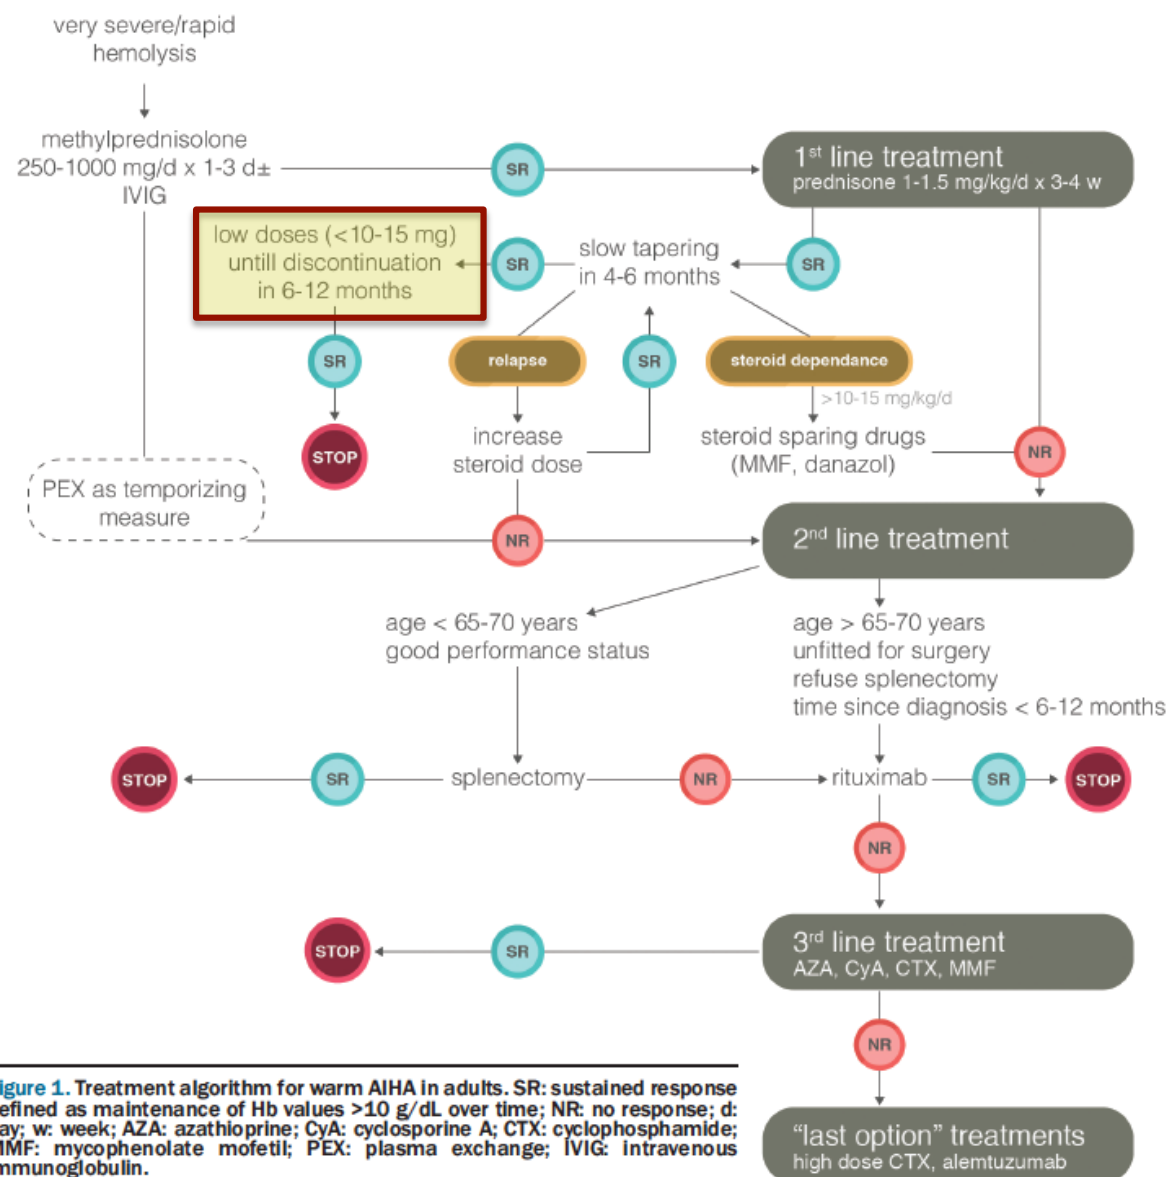 very severe/rapid
hemolysis
methylprednisolone
250-1000 mg/d x 1-3 d±
IVIG
SR
1st line treatment
prednisone 1-1.5 mg/kg/d x 3-4 w
low doses (<10-15 mg)
untill discontinuation
in 6-12 months
SR
slow tapering
in 4-6 months
SR
SR
relapse
SR
steroid dependance
>10-15 mg/kg/d
STOP
increase
steroid dose
steroid sparing drugs
(MMF, danazol)
NR
PEX as temporizing
measure
NR
2nd line treatment
age < 65-70 years
good performance status
age > 65-70 years
unfitted for surgery
refuse splenectomy
time since diagnosis < 6-12 months
STOP
SR
splenectomy
NR
rituximab
SR
STOP
NR
STOP
SR
3rd line treatment
AZA, CyA, CTX, MMF
NR
igure 1. Treatment algorithm for warm AIHA in adults. SR: sustained response
efined as maintenance of Hb values >10 g/dL over time; NR: no response; d:
ay; w: week; AZA: azathioprine; CyA: cyclosporine A; CTX: cyclophosphamide;
MMF: mycophenolate mofetil; PEX: plasma exchange; IVIG: intravenous
mmunoglobulin.
"last option" treatments
high dose CTX, alemtuzumab